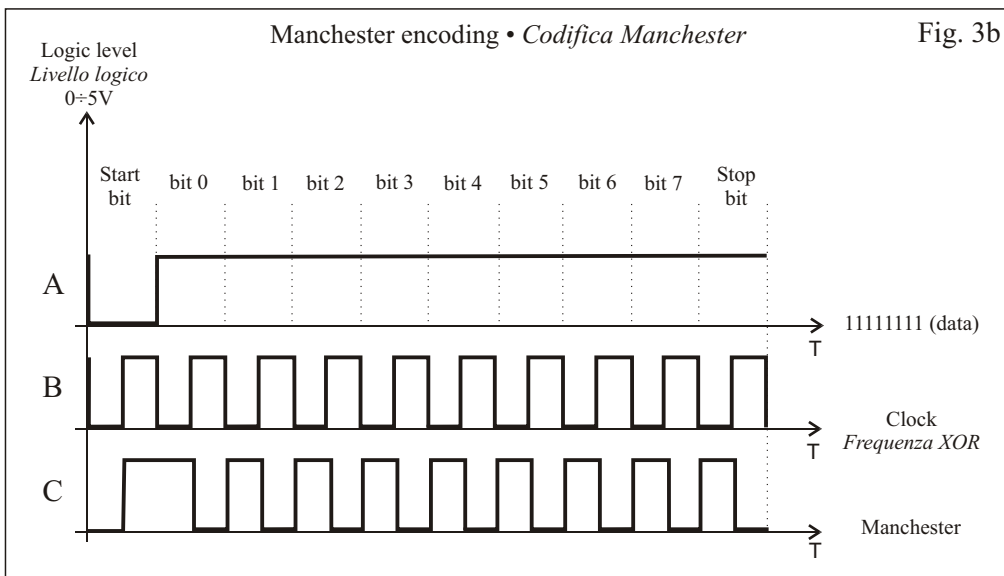 Manchester encoding • Codifica Manchester
Fig. 3b
Logic level
Livello logico
0÷5V
Start
bit
bit 0
bit 1
bit 2
bit 3
bit 4
bit 5
bit 6
bit 7
Stop
bit
A
11111111 (data)
T
B
Clock
Frequenza XOR
T
C
Manchester
T